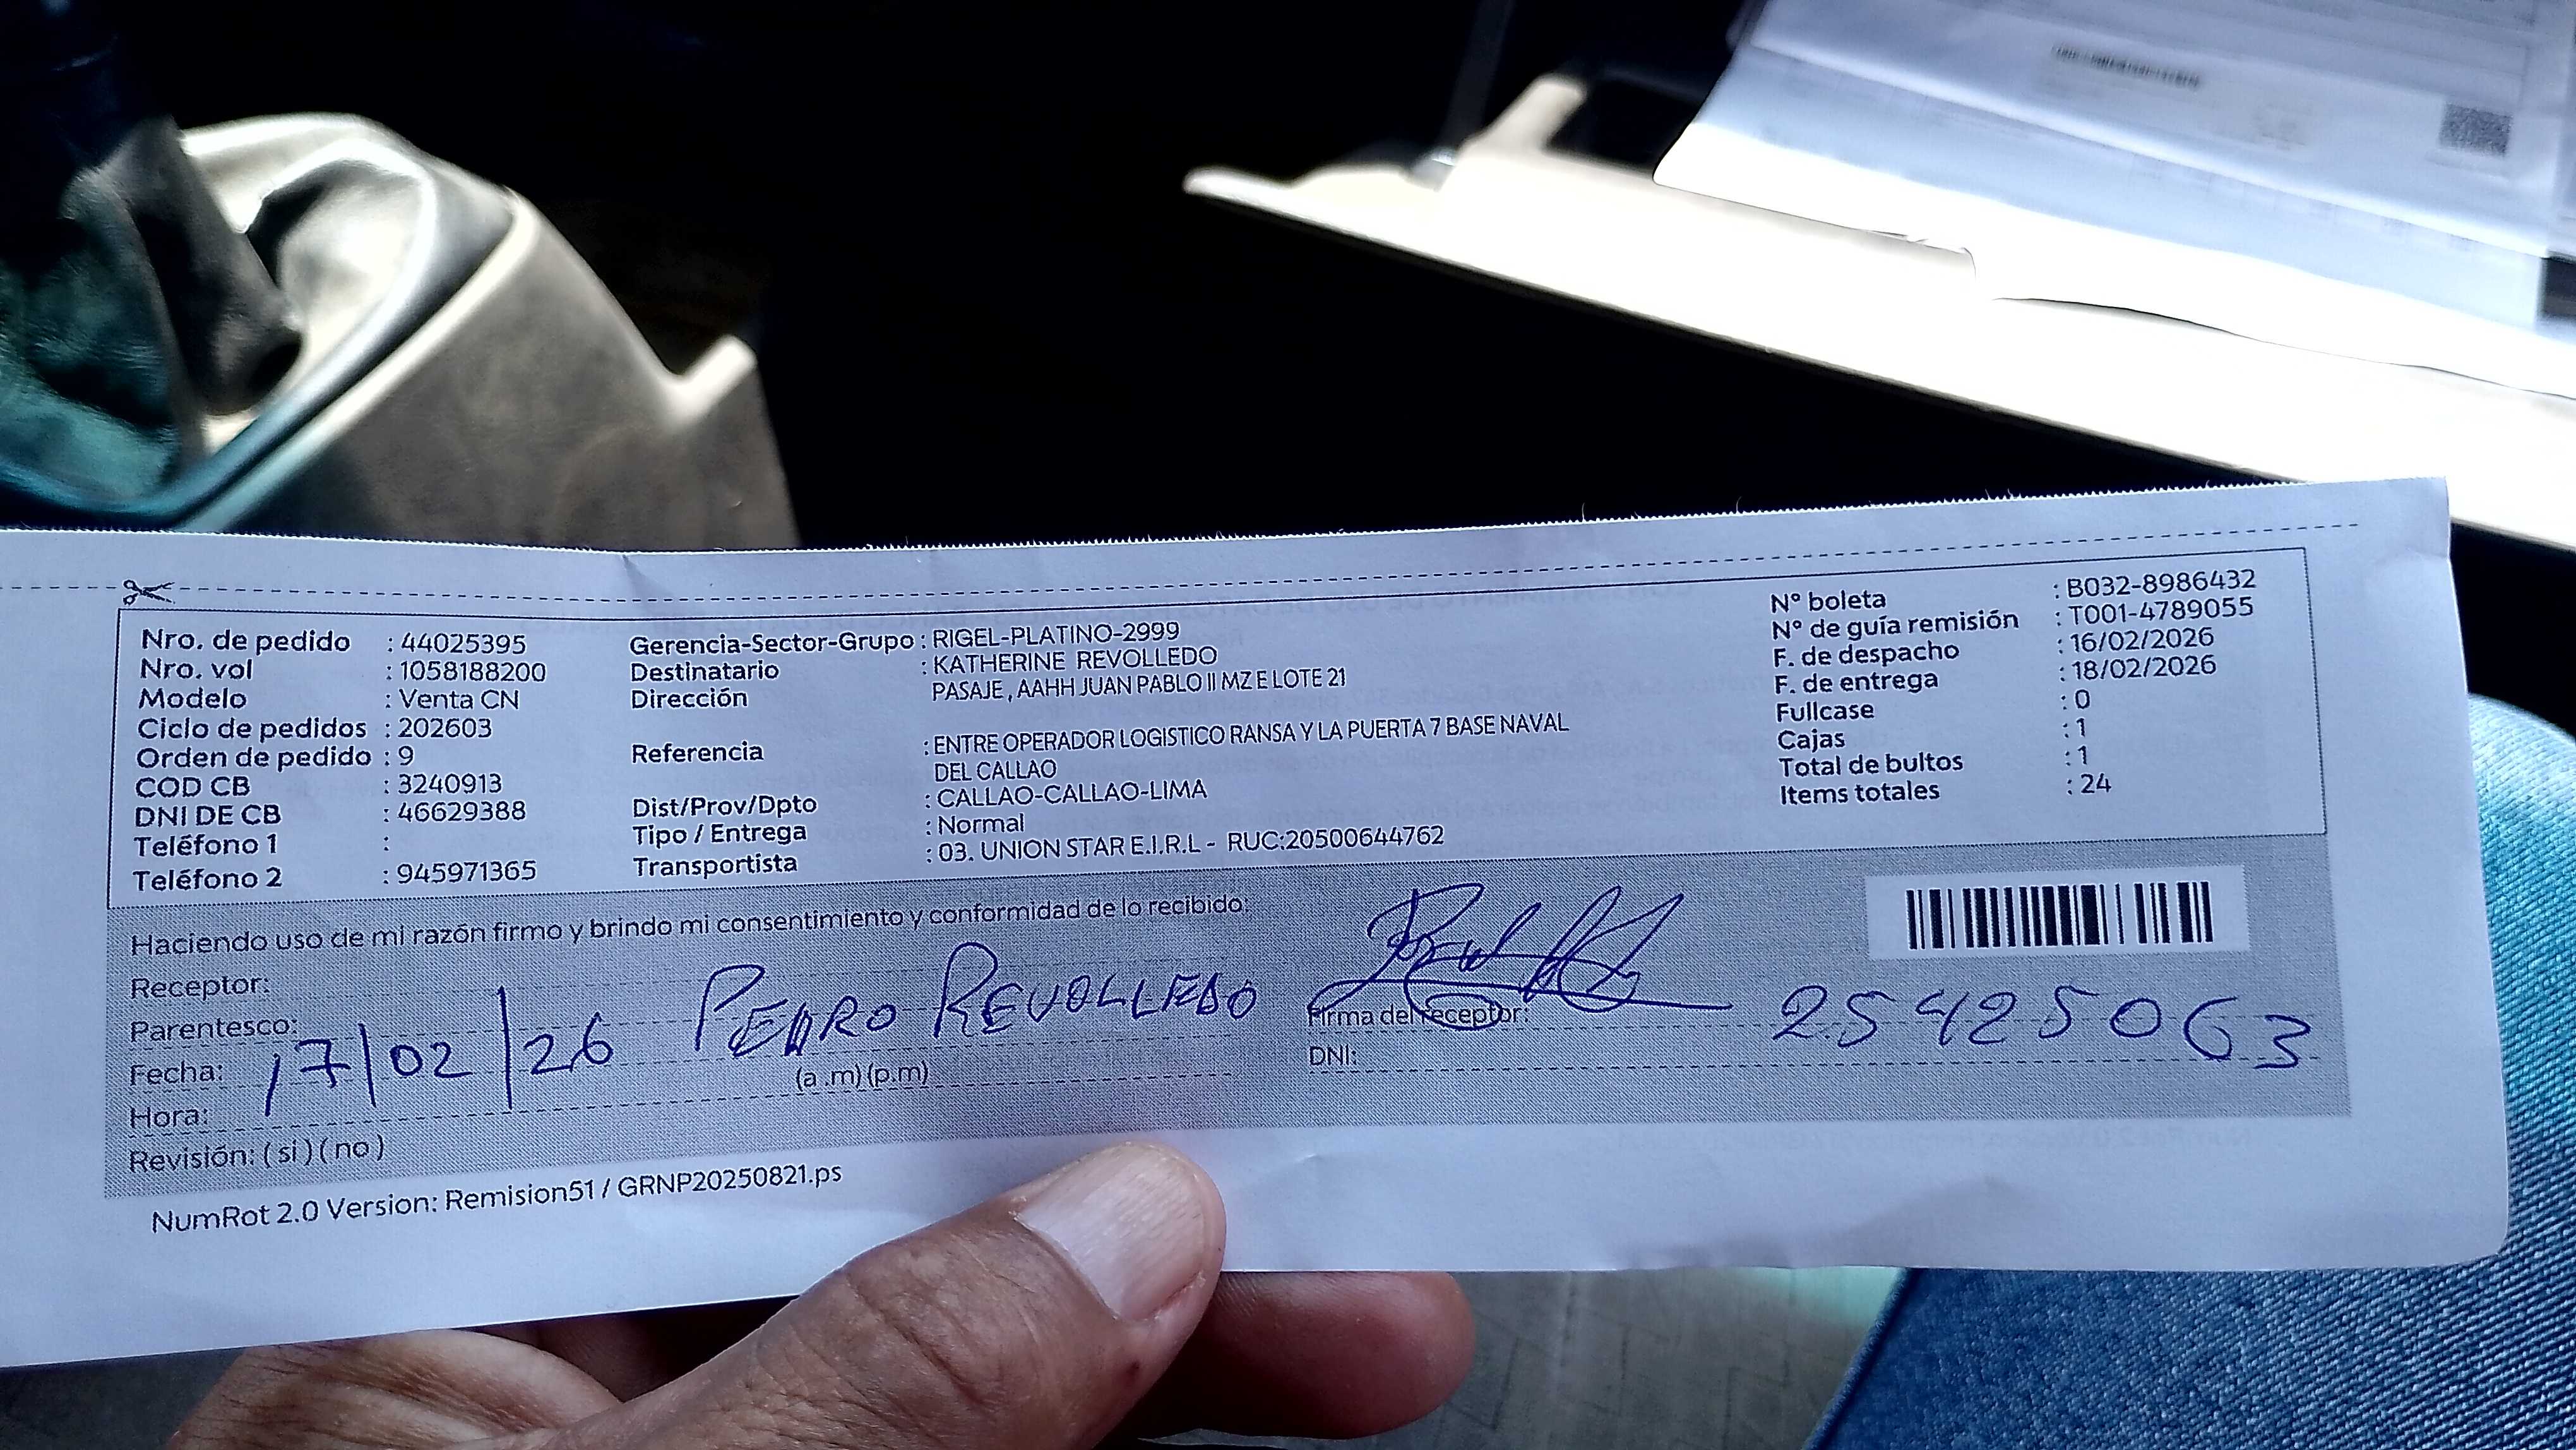 Nro. de pedido : 44025395
Nro. vol : 1058188200
Modelo : Venta CN
Ciclo de pedidos : 202603
Orden de pedido : 9
COD CB : 3240913
DNI DE CB : 46629388
Teléfono 1 :
Teléfono 2 : 945971365
Gerencia-Sector-Grupo : RIGEL-PLATINO-2999
Destinatario : KATHERINE REVOLLEDO
Dirección PASAJE , AAHH JUAN PABLO II MZ E LOTE 21
Referencia : ENTRE OPERADOR LOGISTICO RANSA Y LA PUERTA 7 BASE NAVAL
DEL CALLAO
Dist/Prov/Dpto : CALLAO-CALLAO-LIMA
Tipo / Entrega : Normal
Transportista : 03. UNION STAR E.I.R.L - RUC:20500644762
N° boleta : B032-8986432
N° de guía remisión : T001-4789055
F. de despacho : 16/02/2026
F. de entrega : 18/02/2026
Fullcase : 0
Cajas : 1
Total de bultos : 1
Items totales : 24
Haciendo uso de mi razón firmo y brindo mi consentimiento y conformidad de lo recibido:
Receptor:
Parentesco: PEDRO REVOLLEDO
Fecha: 17/02/26
Hora: (a .m) (p.m)
Revisión: ( si ) ( no )
Firma del receptor:
DNI: 25425063
NumRot 2.0 Version: Remision51 / GRNP20250821.ps